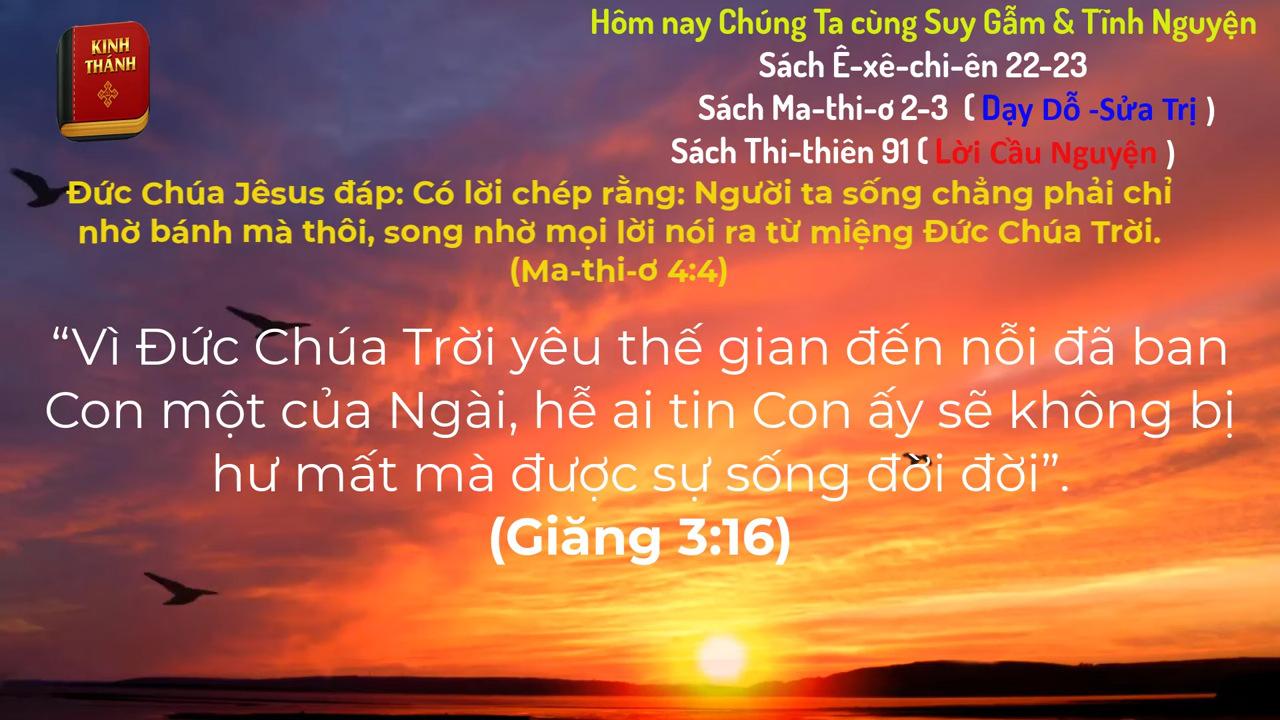 KINH
THÁNH
Hôm nay Chúng Ta cùng Suy Gẫm & Tĩnh Nguyện
Sách Ê-xê-chi-ên 22-23
Sách Ma-thi-ơ 2-3 ( Dạy Dỗ -Sửa Trị )
Sách Thi-thiên 91 ( Lời Cầu Nguyện )
Đức Chúa Jêsus đáp: Có lời chép rằng: Người ta sống chẳng phải chỉ
nhờ bánh mà thôi, song nhờ mọi lời nói ra từ miệng Đức Chúa Trời.
(Ma-thi-ơ 4:4)
“Vì Đức Chúa Trời yêu thế gian đến nỗi đã ban
Con một của Ngài, hễ ai tin Con ấy sẽ không bị
hư mất mà được sự sống đời đời”.
(Giăng 3:16)